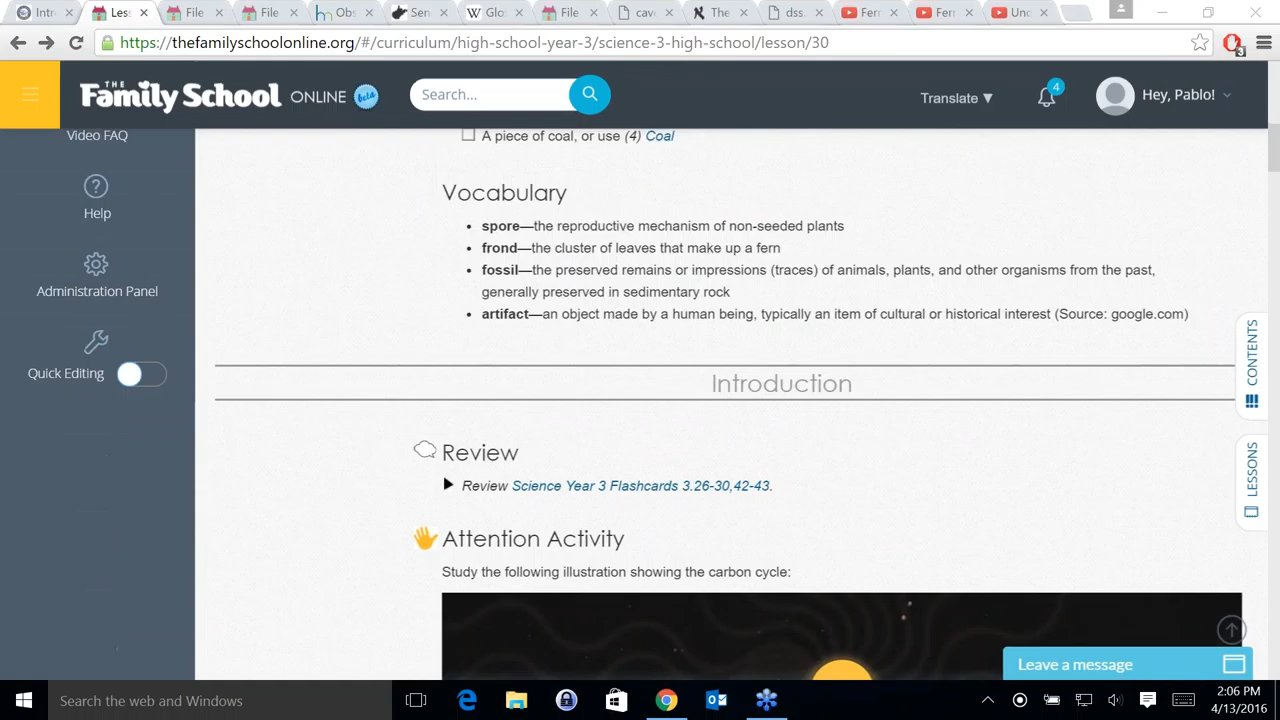 Intro
Les
File
File
Obs
Sen
Glo
File
cave
The
dss.
Ferr
Ferr
Unc
https://thefamilyschoolonline.org/#/curriculum/high-school-year-3/science-3-high-school/lesson/30
3
THE Family School ONLINE beta
Search...
Translate ▼
4
Hey, Pablo!
Video FAQ
Help
Administration Panel
Quick Editing
A piece of coal, or use (4) Coal
Vocabulary
• spore—the reproductive mechanism of non-seeded plants
• frond—the cluster of leaves that make up a fern
• fossil—the preserved remains or impressions (traces) of animals, plants, and other organisms from the past,
generally preserved in sedimentary rock
• artifact—an object made by a human being, typically an item of cultural or historical interest (Source: google.com)
Introduction
CONTENTS
LESSONS
Review
Review Science Year 3 Flashcards 3.26-30,42-43.
Attention Activity
Study the following illustration showing the carbon cycle:
Leave a message
Search the web and Windows
2:06 PM
4/13/2016